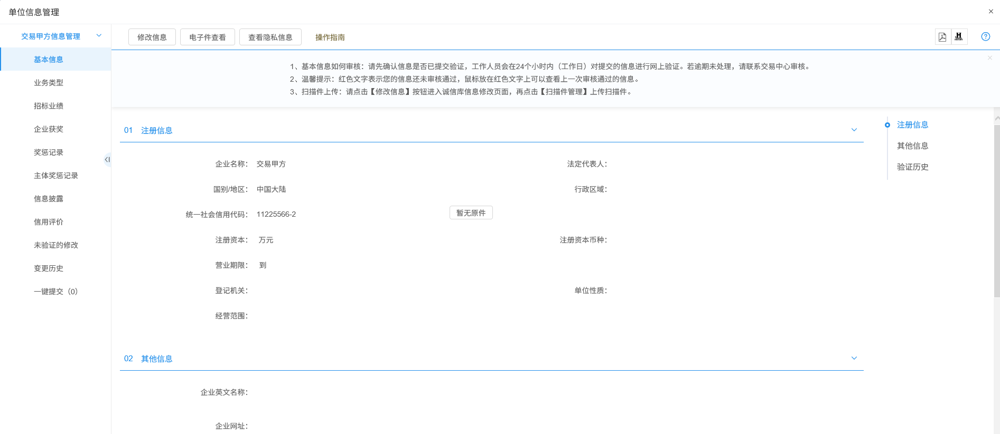 单位信息管理
交易甲方信息管理
基本信息
业务类型
招标业绩
企业获奖
奖惩记录
主体奖惩记录
信息披露
信用评价
未验证的修改
变更历史
一键提交（0）
修改信息 电子件查看 查看隐私信息 操作指南
1、基本信息如何审核：请先确认信息是否已提交验证，工作人员会在24个小时内（工作日）对提交的信息进行网上验证。若逾期未处理，请联系交易中心审核。
2、温馨提示：红色文字表示您的信息还未审核通过，鼠标放在红色文字上可以查看上一次审核通过的信息。
3、扫描件上传：请点击【修改信息】按钮进入诚信库信息修改页面，再点击【扫描件管理】上传扫描件。
01 注册信息
企业名称： 交易甲方 法定代表人：
国别/地区： 中国大陆 行政区域：
统一社会信用代码： 11225566-2 暂无原件
注册资本： 万元 注册资本币种：
营业期限： 到
登记机关： 单位性质：
经营范围：
02 其他信息
企业英文名称：
企业网址：
注册信息
其他信息
验证历史